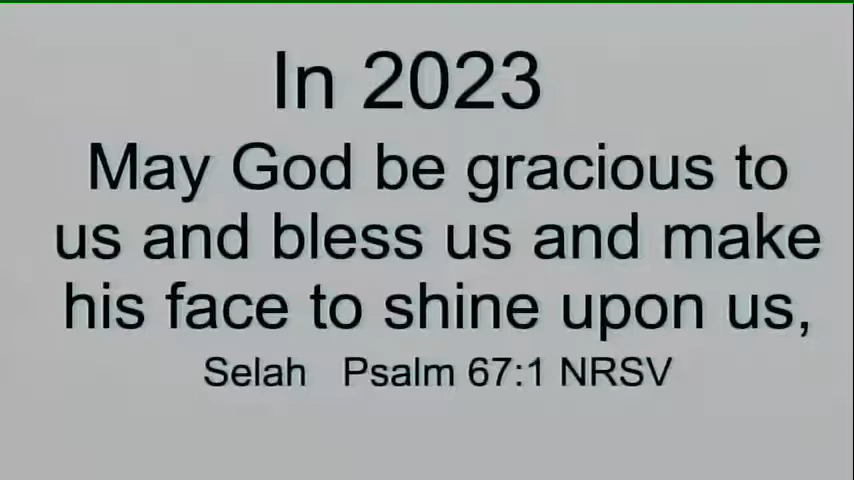 In 2023
May God be gracious to
us and bless us and make
his face to shine upon us,
Selah Psalm 67:1 NRSV